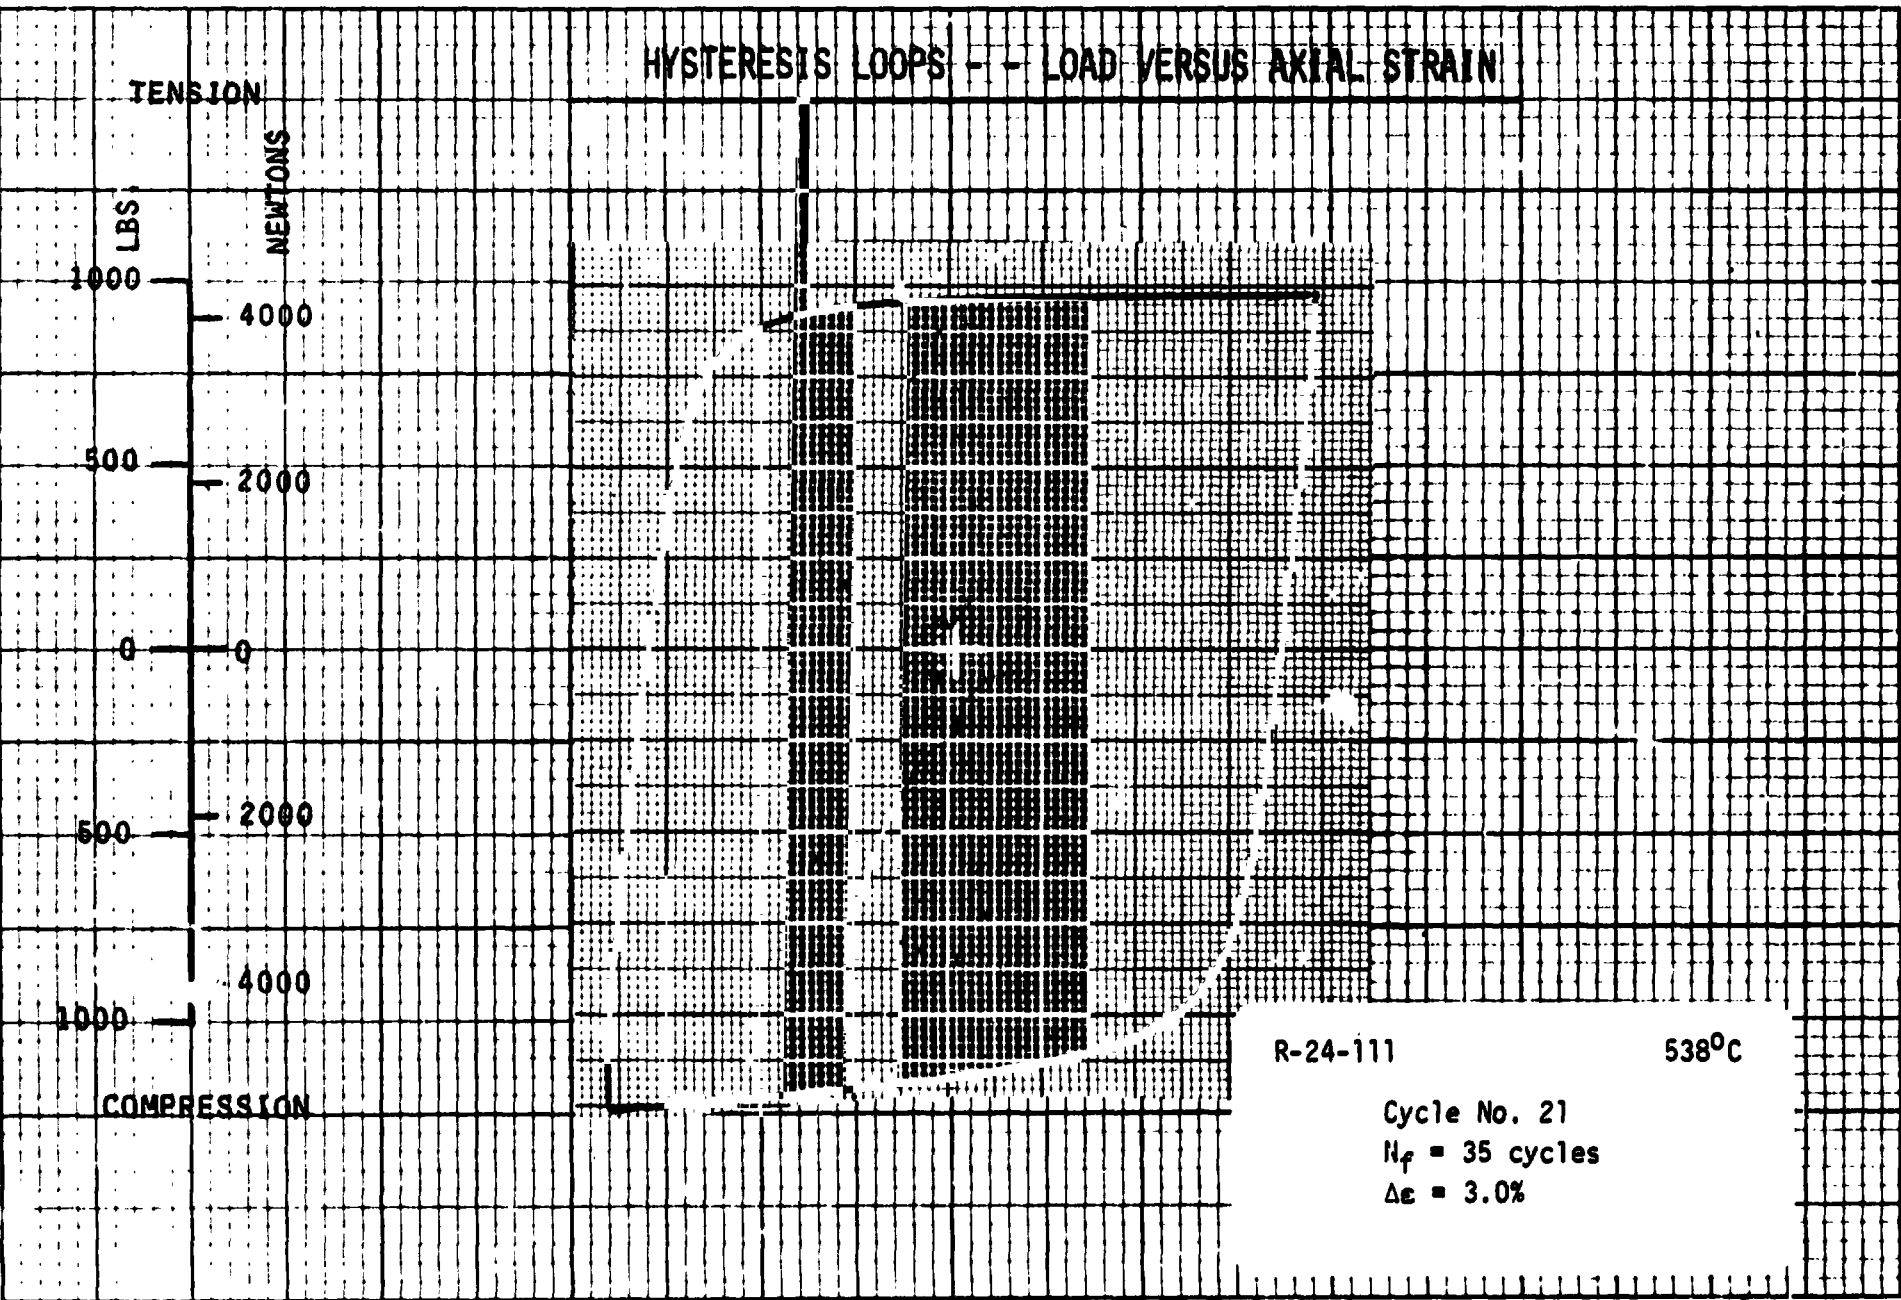 HYSTERESIS LOOPS - - LOAD VERSUS AXIAL STRAIN
TENSION
LBS
NEWTONS
1000
4000
500
2000
0
0
2000
500
4000
1000
COMPRESSION
R-24-111
538°C
Cycle No. 21
Nf = 35 cycles
Δε = 3.0%